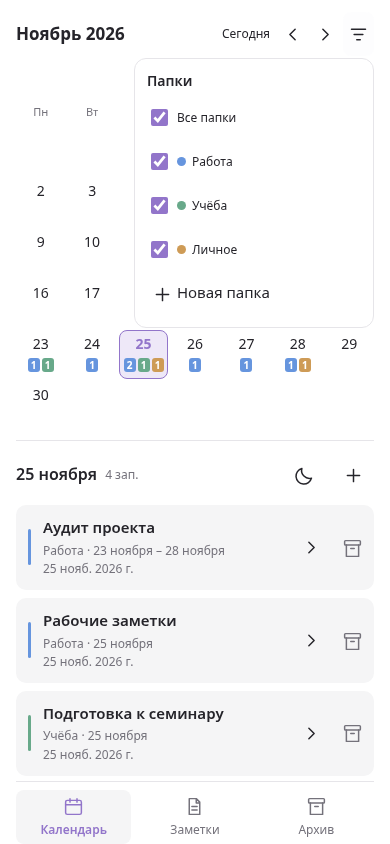 Ноябрь 2026
Сегодня
Папки
Все папки
Работа
Учёба
Личное
Новая папка
Пн Вт
2 3
9 10
16 17
23 24 25 26 27 28 29
1 1 1 2 1 1 1 1 1 1
30
25 ноября 4 зап.
Аудит проекта
Работа · 23 ноября – 28 ноября
25 нояб. 2026 г.
Рабочие заметки
Работа · 25 ноября
25 нояб. 2026 г.
Подготовка к семинару
Учёба · 25 ноября
25 нояб. 2026 г.
Календарь Заметки Архив